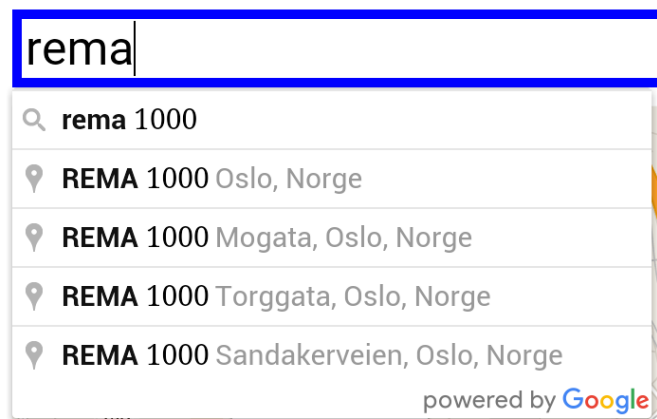 rema
rema 1000
REMA 1000 Oslo, Norge
REMA 1000 Mogata, Oslo, Norge
REMA 1000 Torggata, Oslo, Norge
REMA 1000 Sandakerveien, Oslo, Norge
powered by Google